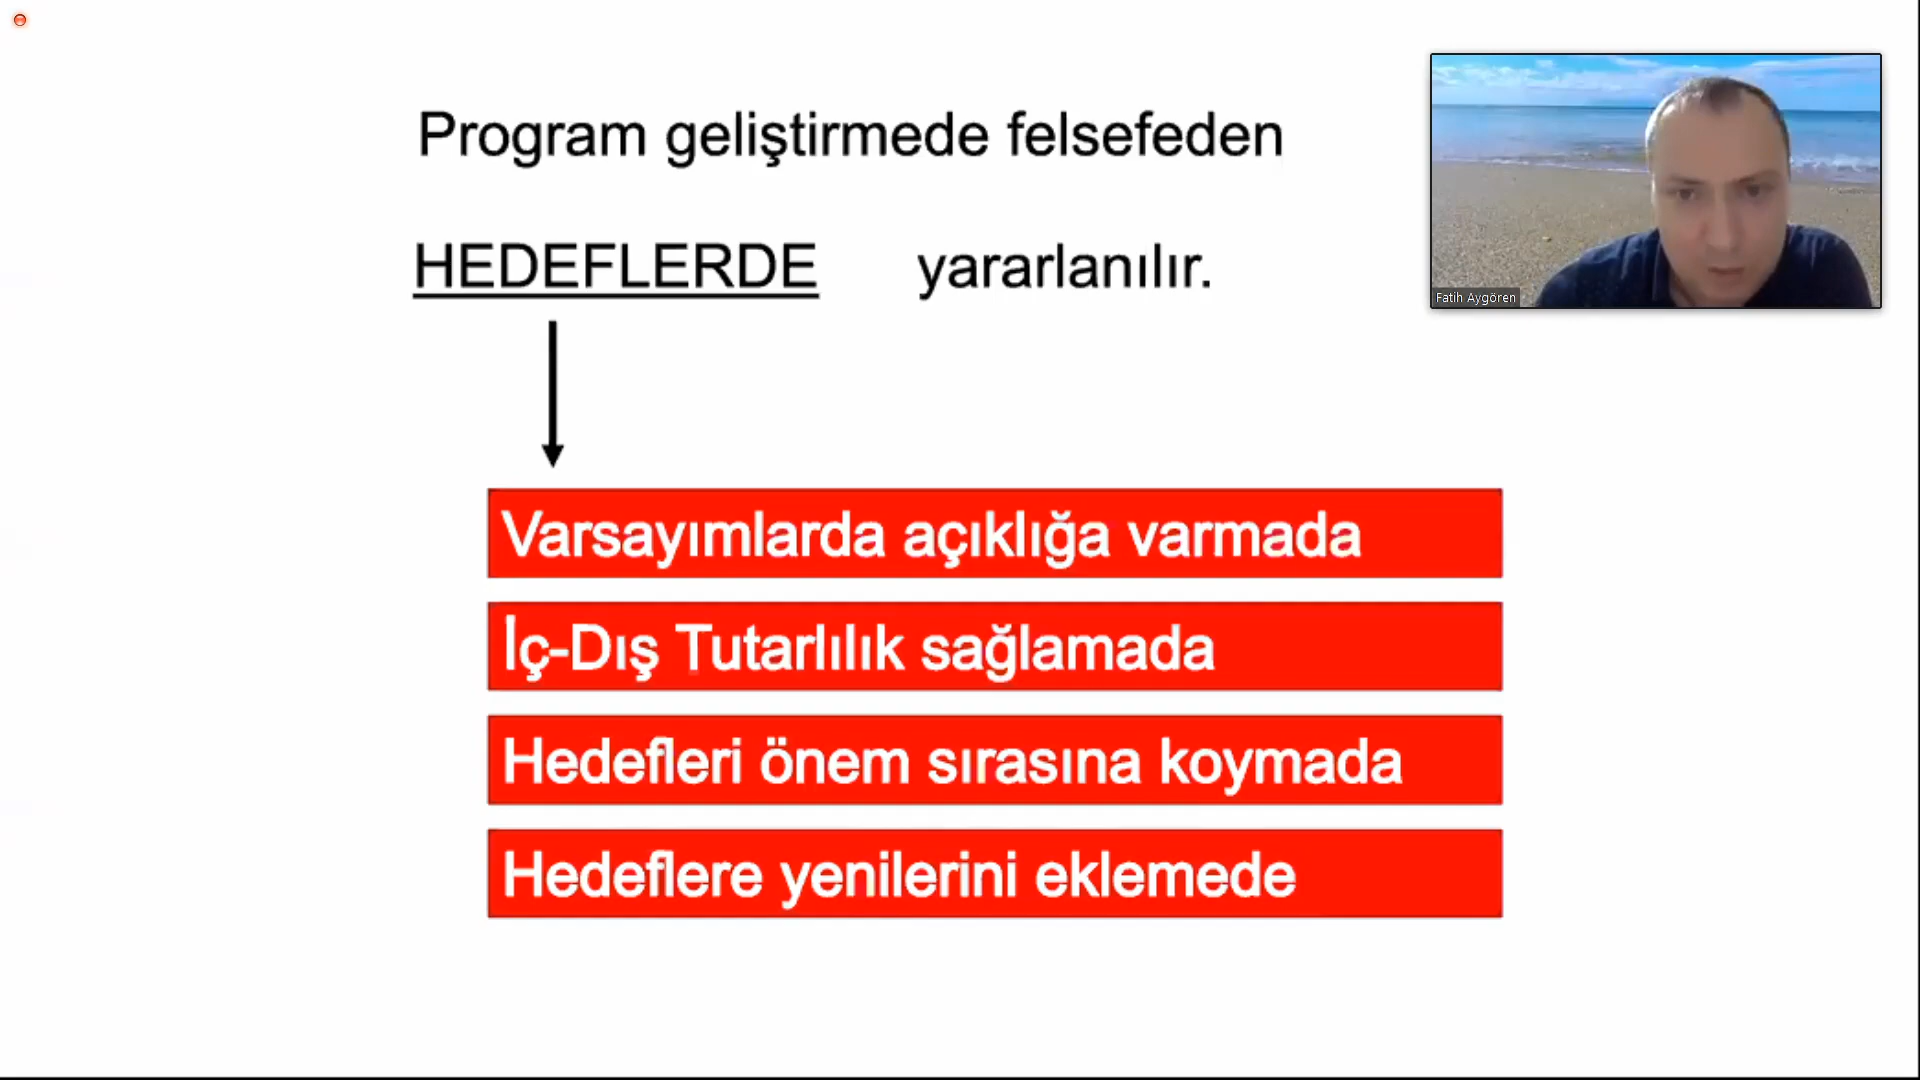 Program geliştirmede felsefeden
HEDEFLERDE yararlanılır.
Varsayımlarda açıklığa varmada
İç-Dış Tutarlılık sağlamada
Hedefleri önem sırasına koymada
Hedeflere yenilerini eklemede
Fatih Aygören